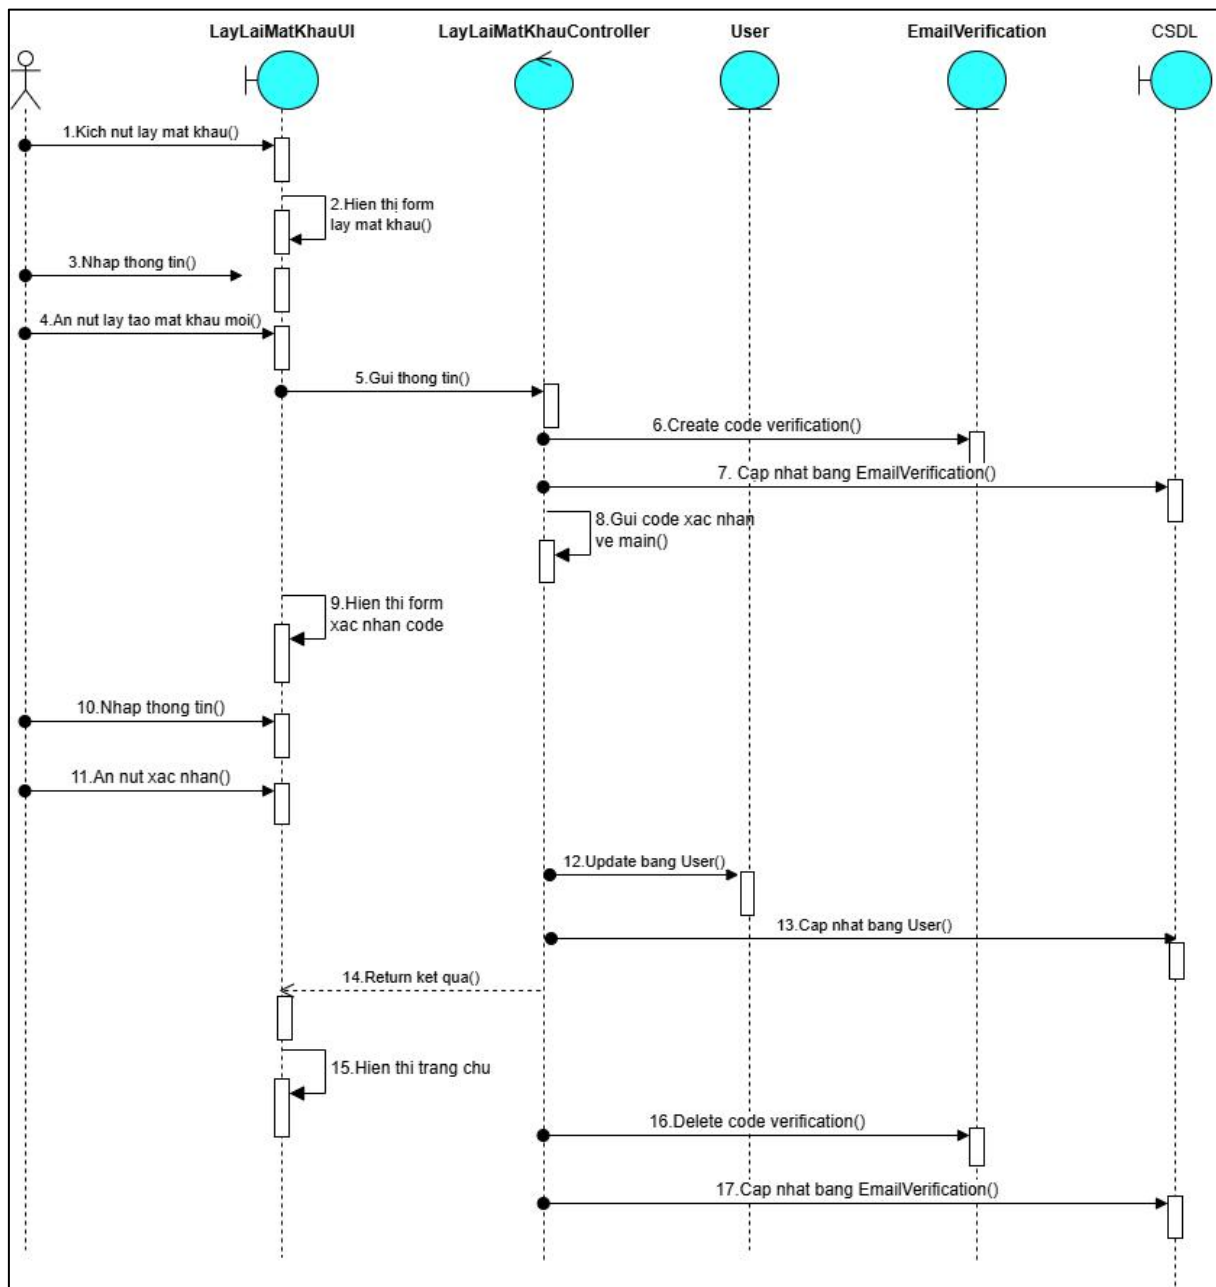 LayLaiMatKhauUI
LayLaiMatKhauController
User
EmailVerification
CSDL
1.Kich nut lay mat khau()
2.Hien thị form
lay mat khau()
3.Nhap thong tin()
4.An nut lay tao mat khau moi()
5.Gui thong tin()
6.Create code verification()
7. Cap nhat bang EmailVerification()
8.Gui code xac nhan
ve main()
9.Hien thi form
xac nhan code
10.Nhap thong tin()
11.An nut xac nhan()
12.Update bang User()
13.Cap nhat bang User()
14.Return ket qua()
15.Hien thi trang chu
16.Delete code verification()
17.Cap nhat bang EmailVerification()